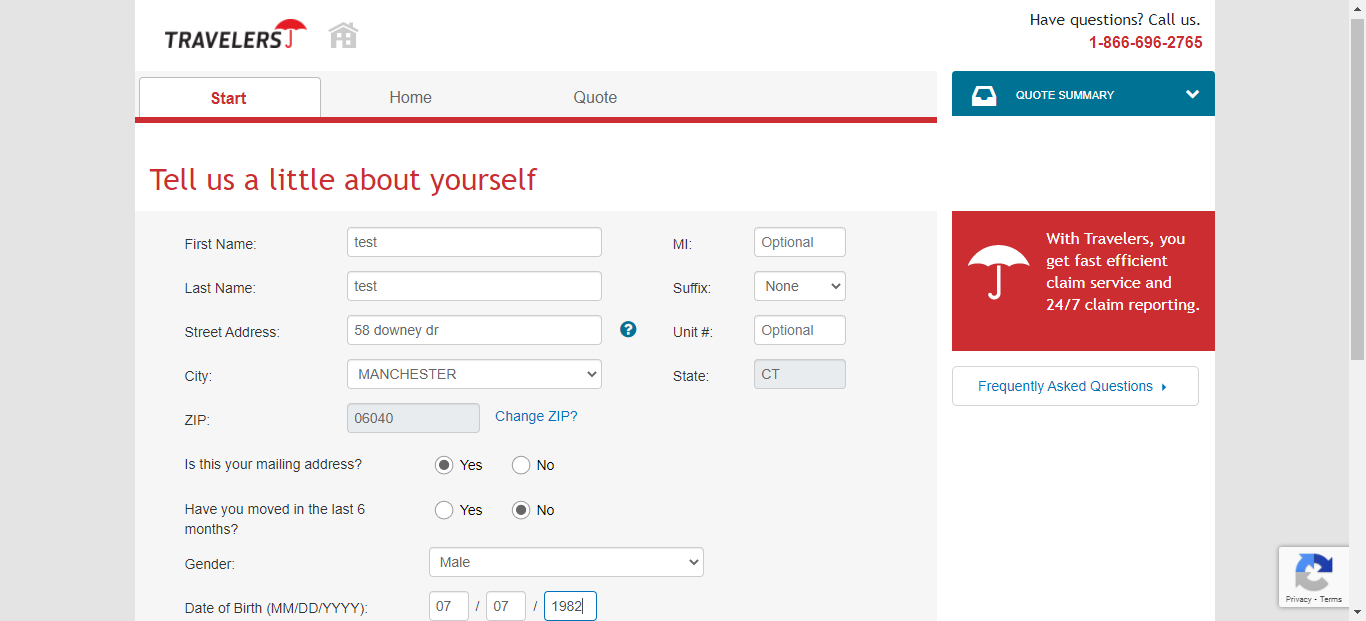 TRAVELERS
Have questions? Call us.
1-866-696-2765
Start
Home
Quote
QUOTE SUMMARY
Tell us a little about yourself
First Name:
test
MI:
Optional
Last Name:
test
Suffix:
None
Street Address:
58 downey dr
?
Unit #:
Optional
City:
MANCHESTER
State:
CT
ZIP:
06040
Change ZIP?
Is this your mailing address?
Yes
No
Have you moved in the last 6
months?
Yes
No
Gender:
Male
Date of Birth (MM/DD/YYYY):
07 / 07 / 1982
With Travelers, you
get fast efficient
claim service and
24/7 claim reporting.
Frequently Asked Questions
Privacy - Terms